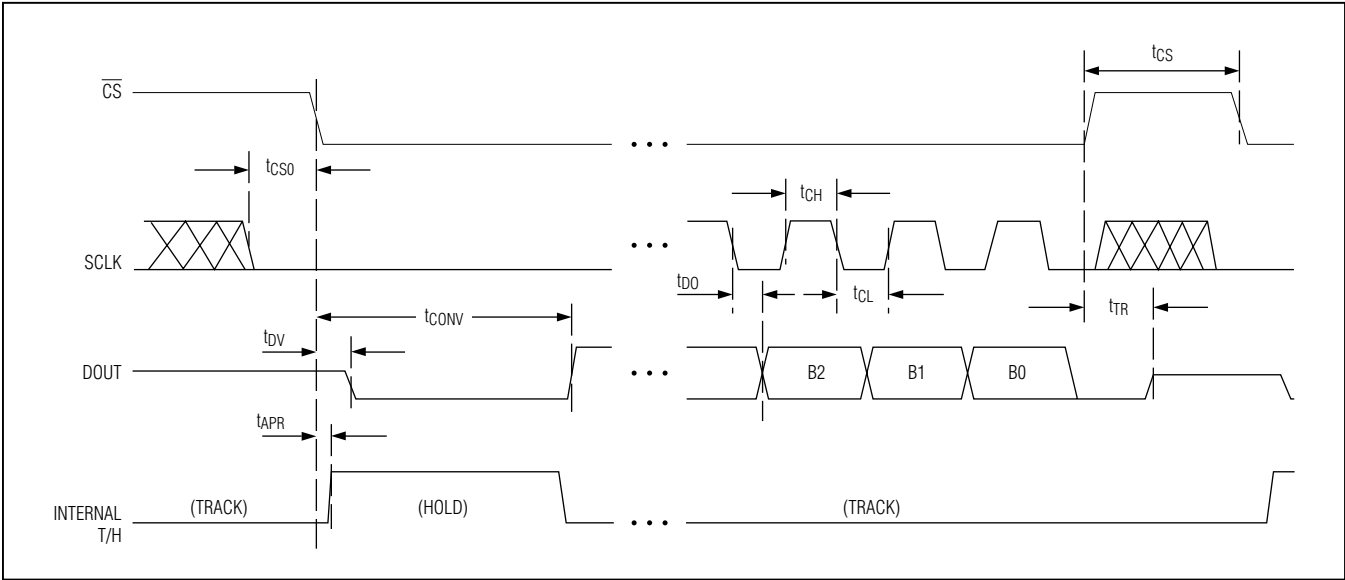 tCS
CS
tCS0
tCH
SCLK
tDO
tCL
tCONV
tTR
tDV
DOUT
B2 B1 B0
tAPR
(TRACK) (HOLD) (TRACK)
INTERNAL
T/H